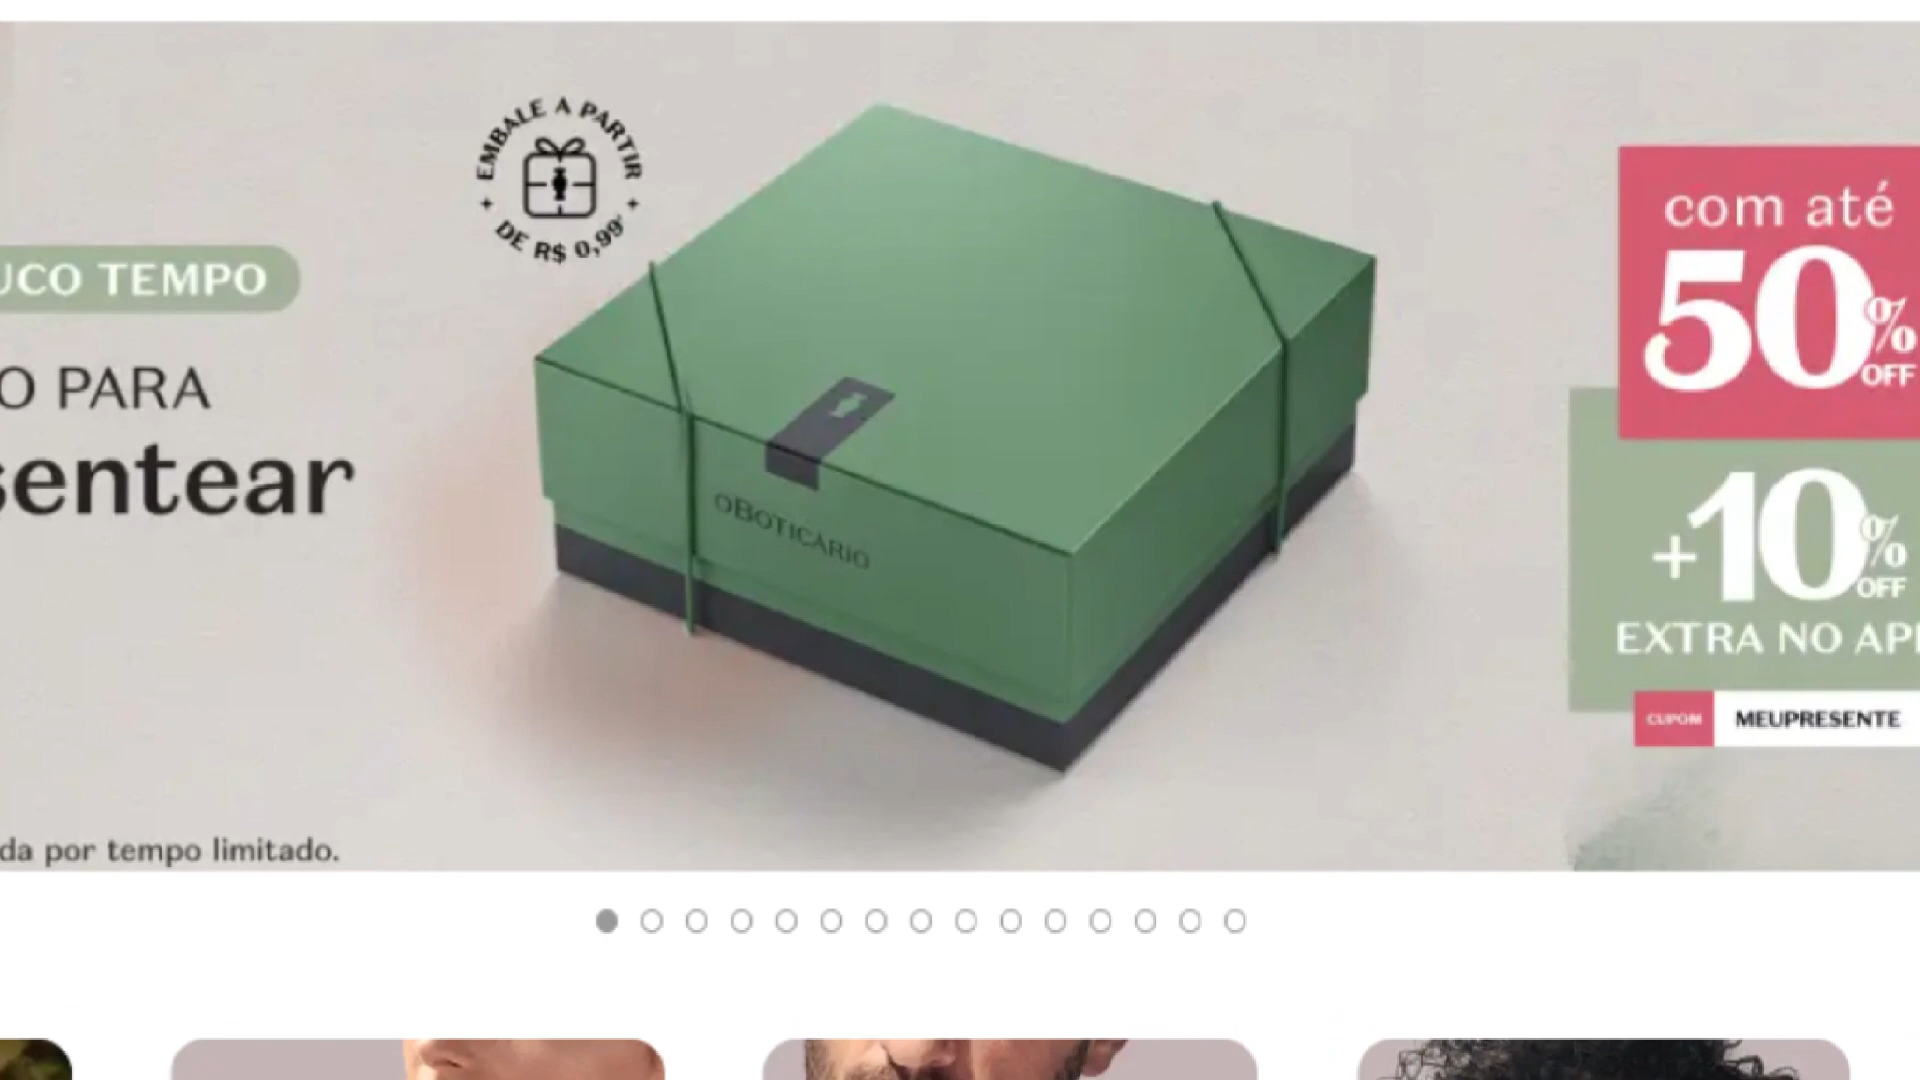 EMBALE A PARTIR
DE R$ 0,99*
UCO TEMPO
O PARA
sentear
da por tempo limitado.
oBOTICÁRIO
com até
50%
OFF
+10%
OFF
EXTRA NO AP
CUPOM
MEUPRESENTE